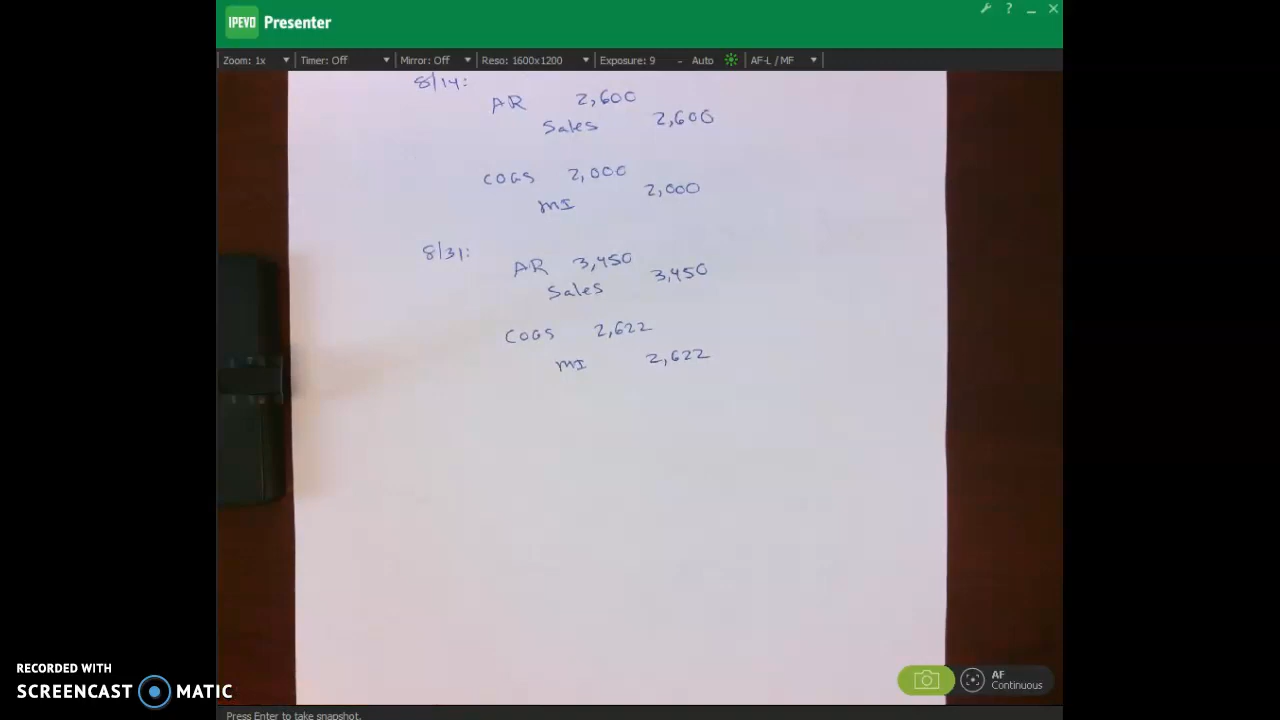 IPEVO Presenter
Zoom: 1x Timer: Off Mirror: Off Reso: 1600x1200 Exposure: 9 - Auto AF-L / MF
8/14:
AR 2,600
Sales 2,600
COGS 2,000
MI 2,000
8/31:
AR 3,450
Sales 3,450
COGS 2,622
MI 2,622
AF
Continuous
RECORDED WITH
SCREENCAST MATIC
Press Enter to take snapshot.